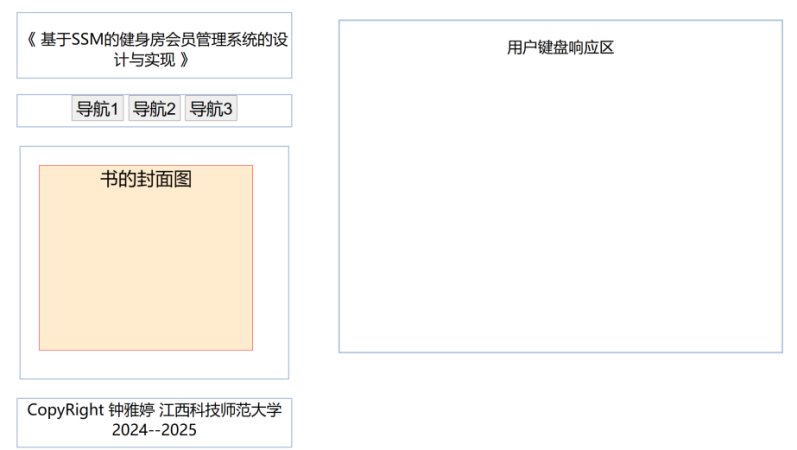 《 基于SSM的健身房会员管理系统的设
计与实现 》
导航1 导航2 导航3
书的封面图
CopyRight 钟雅婷 江西科技师范大学
2024--2025
用户键盘响应区